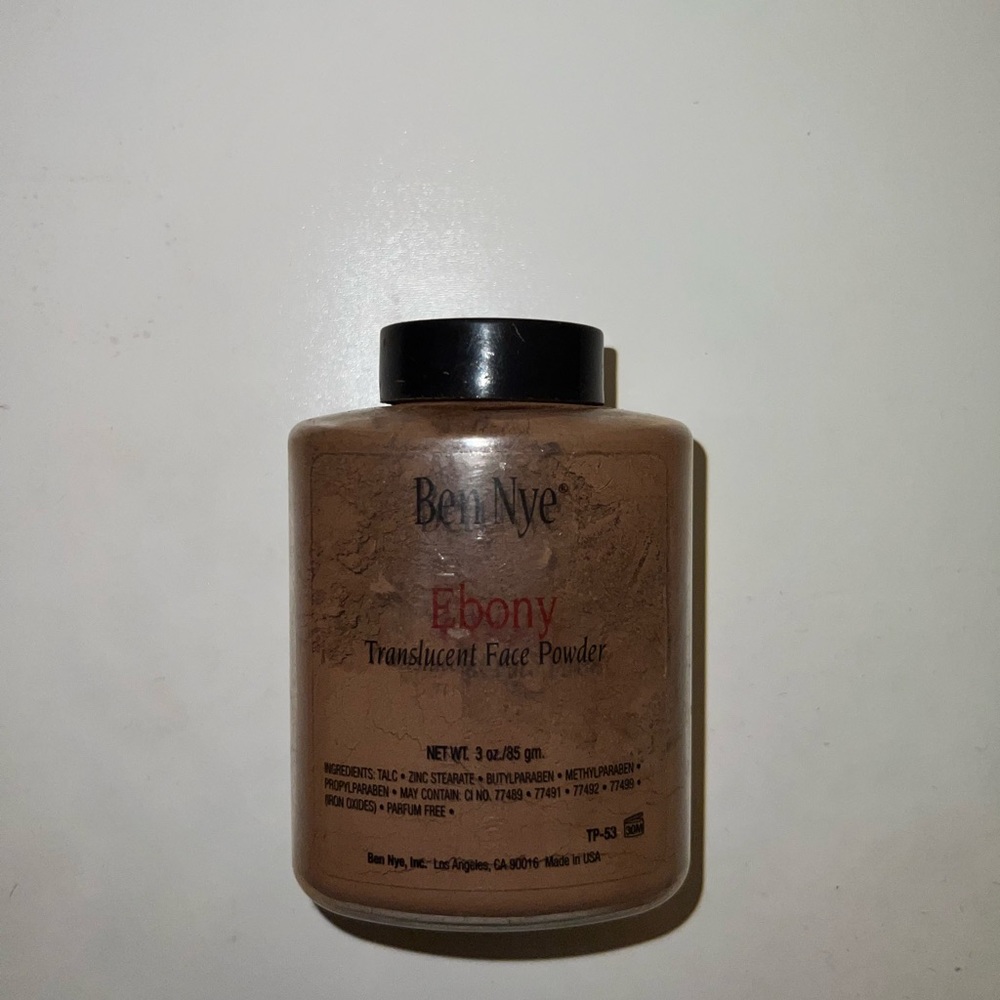 Ben Nye®
Ebony
Translucent Face Powder
NET WT. 3 oz./85 gm.
INGREDIENTS: TALC • ZINC STEARATE • BUTYLPARABEN • METHYLPARABEN •
PROPYLPARABEN • MAY CONTAIN: CI NO. 77489 • 77491 • 77492 • 77499 •
(IRON OXIDES) • PARFUM FREE •
TP-53 30M
Ben Nye, Inc. Los Angeles, CA 90016 Made in USA